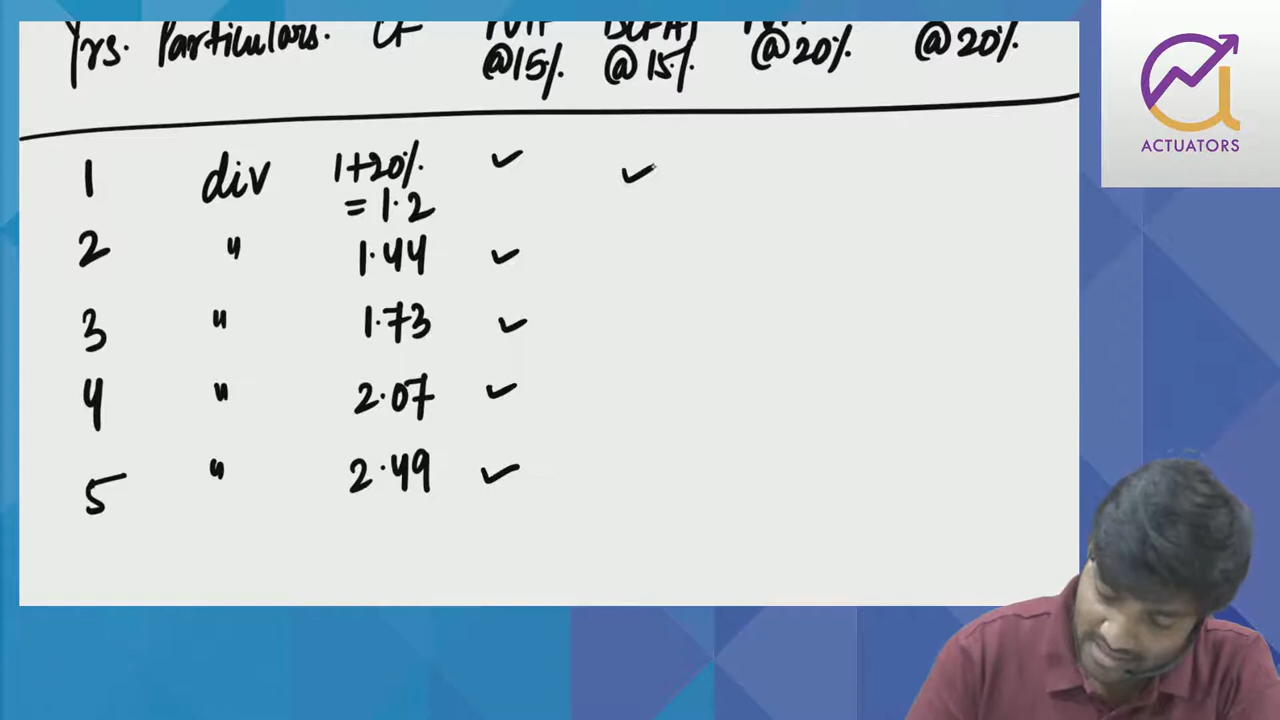 Yrs. Particulars. CF @15%. @15%. @20%. @20%.
1 div 1+20%.
= 1.2
2 " 1.44
3 " 1.73
4 " 2.07
5 " 2.49
ACTUATORS